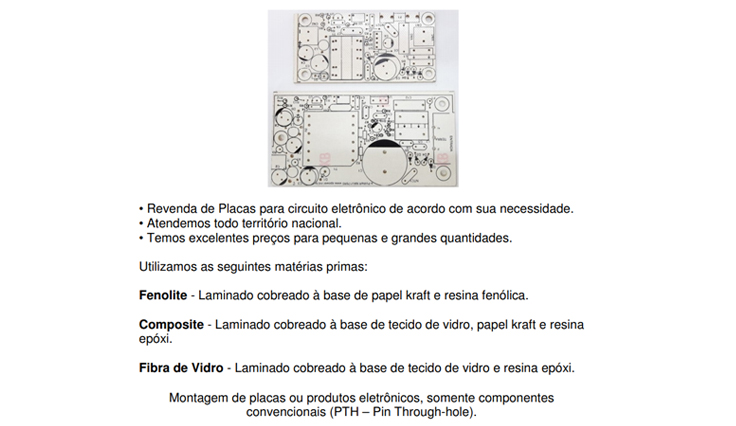 • Revenda de Placas para circuito eletrônico de acordo com sua necessidade.
• Atendemos todo território nacional.
• Temos excelentes preços para pequenas e grandes quantidades.
Utilizamos as seguintes matérias primas:
Fenolite - Laminado cobreado à base de papel kraft e resina fenólica.
Composite - Laminado cobreado à base de tecido de vidro, papel kraft e resina
epóxi.
Fibra de Vidro - Laminado cobreado à base de tecido de vidro e resina epóxi.
Montagem de placas ou produtos eletrônicos, somente componentes
convencionais (PTH – Pin Through-hole).